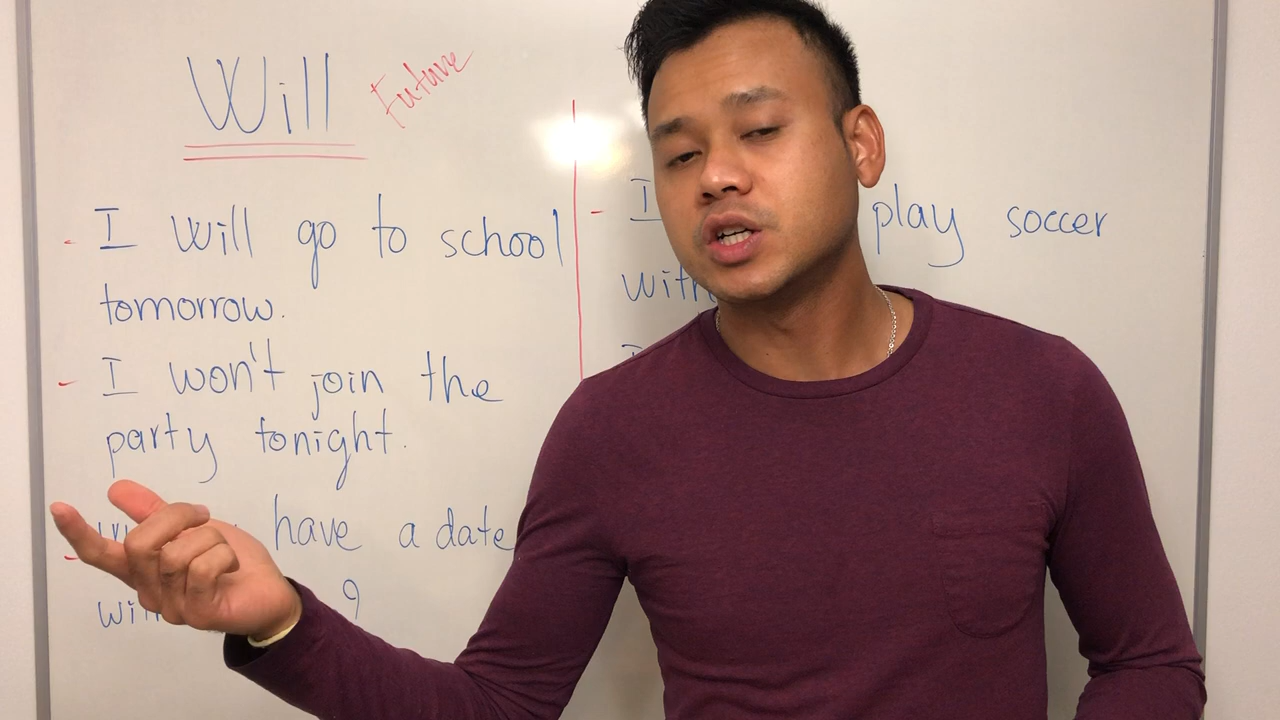 Will Future
- I will go to school
tomorrow.
- I won't join the
party tonight.
- have a date
- I play soccer
with
I